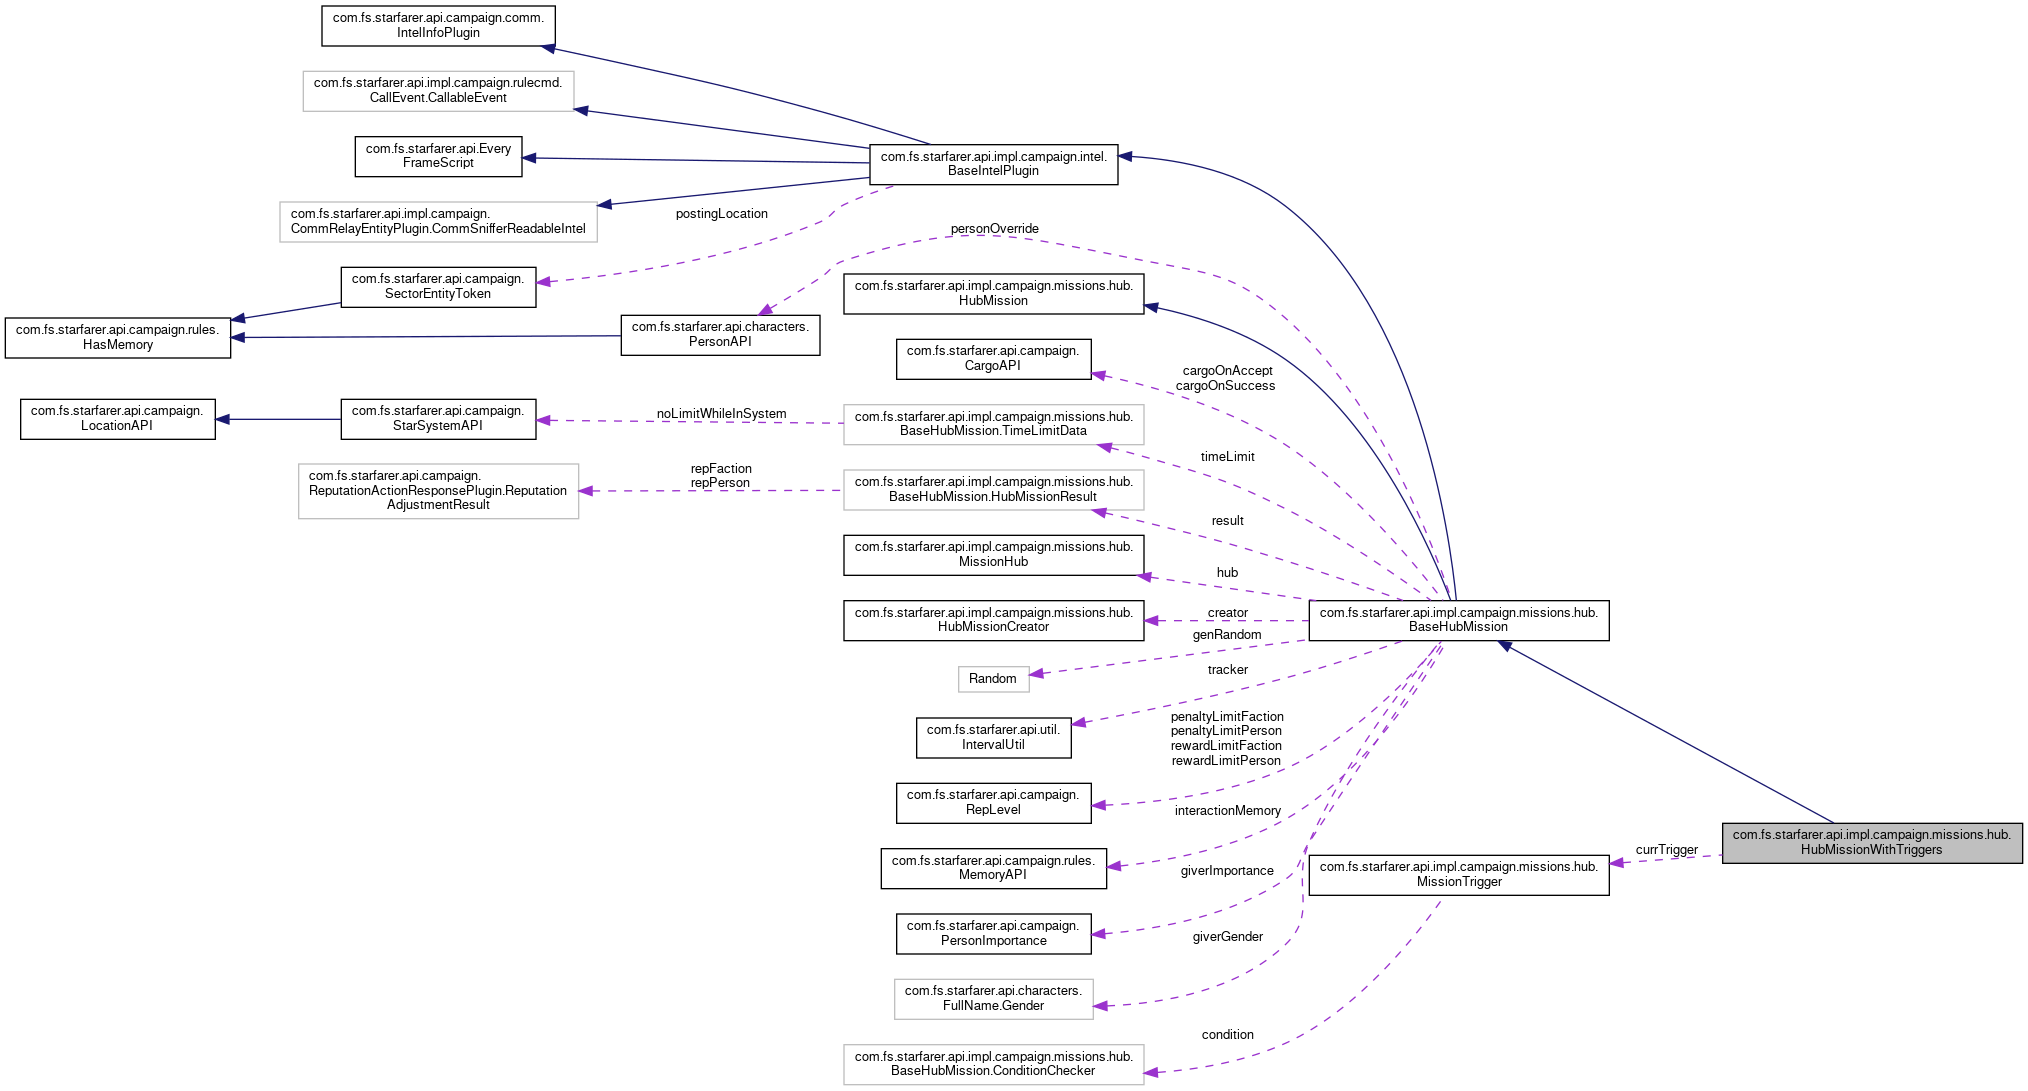 com.fs.starfarer.api.campaign.comm.
IntelInfoPlugin
com.fs.starfarer.api.impl.campaign.rulecmd.
CallEvent.CallableEvent
com.fs.starfarer.api.Every
FrameScript
com.fs.starfarer.api.impl.campaign.intel.
BaseIntelPlugin
com.fs.starfarer.api.impl.campaign.
CommRelayEntityPlugin.CommSnifferReadableIntel
postingLocation
personOverride
com.fs.starfarer.api.campaign.
SectorEntityToken
com.fs.starfarer.api.impl.campaign.missions.hub.
HubMission
com.fs.starfarer.api.campaign.rules.
HasMemory
com.fs.starfarer.api.characters.
PersonAPI
com.fs.starfarer.api.campaign.
CargoAPI
cargoOnAccept
cargoOnSuccess
com.fs.starfarer.api.campaign.
LocationAPI
com.fs.starfarer.api.campaign.
StarSystemAPI
noLimitWhileInSystem
com.fs.starfarer.api.impl.campaign.missions.hub.
BaseHubMission.TimeLimitData
timeLimit
com.fs.starfarer.api.campaign.
ReputationActionResponsePlugin.Reputation
AdjustmentResult
repFaction
repPerson
com.fs.starfarer.api.impl.campaign.missions.hub.
BaseHubMission.HubMissionResult
result
com.fs.starfarer.api.impl.campaign.missions.hub.
MissionHub
hub
com.fs.starfarer.api.impl.campaign.missions.hub.
HubMissionCreator
creator
com.fs.starfarer.api.impl.campaign.missions.hub.
BaseHubMission
genRandom
Random
tracker
com.fs.starfarer.api.util.
IntervalUtil
penaltyLimitFaction
penaltyLimitPerson
rewardLimitFaction
rewardLimitPerson
com.fs.starfarer.api.campaign.
RepLevel
interactionMemory
com.fs.starfarer.api.campaign.rules.
MemoryAPI
giverImportance
com.fs.starfarer.api.impl.campaign.missions.hub.
MissionTrigger
currTrigger
com.fs.starfarer.api.impl.campaign.missions.hub.
HubMissionWithTriggers
com.fs.starfarer.api.campaign.
PersonImportance
giverGender
com.fs.starfarer.api.characters.
FullName.Gender
condition
com.fs.starfarer.api.impl.campaign.missions.hub.
BaseHubMission.ConditionChecker